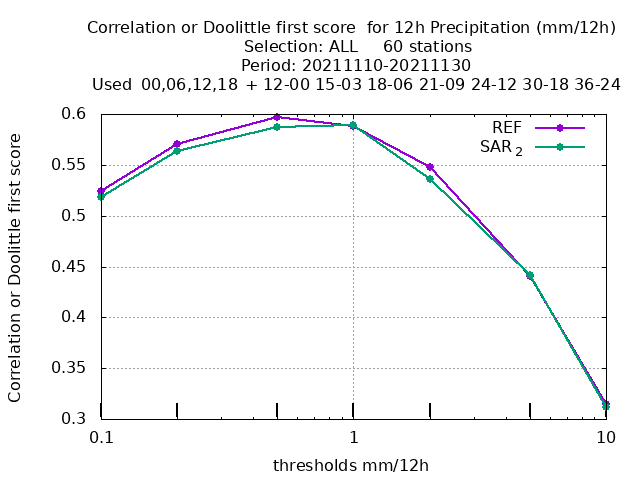 Correlation or Doolittle first score  for 12h Precipitation (mm/12h)
Selection: ALL     60 stations
Period: 20211110-20211130
Used  00,06,12,18  + 12-00 15-03 18-06 21-09 24-12 30-18 36-24
REF
SAR 2
0.6
0.55
0.5
0.45
0.4
0.35
0.3
Correlation or Doolittle first score
0.1 1 10
thresholds mm/12h